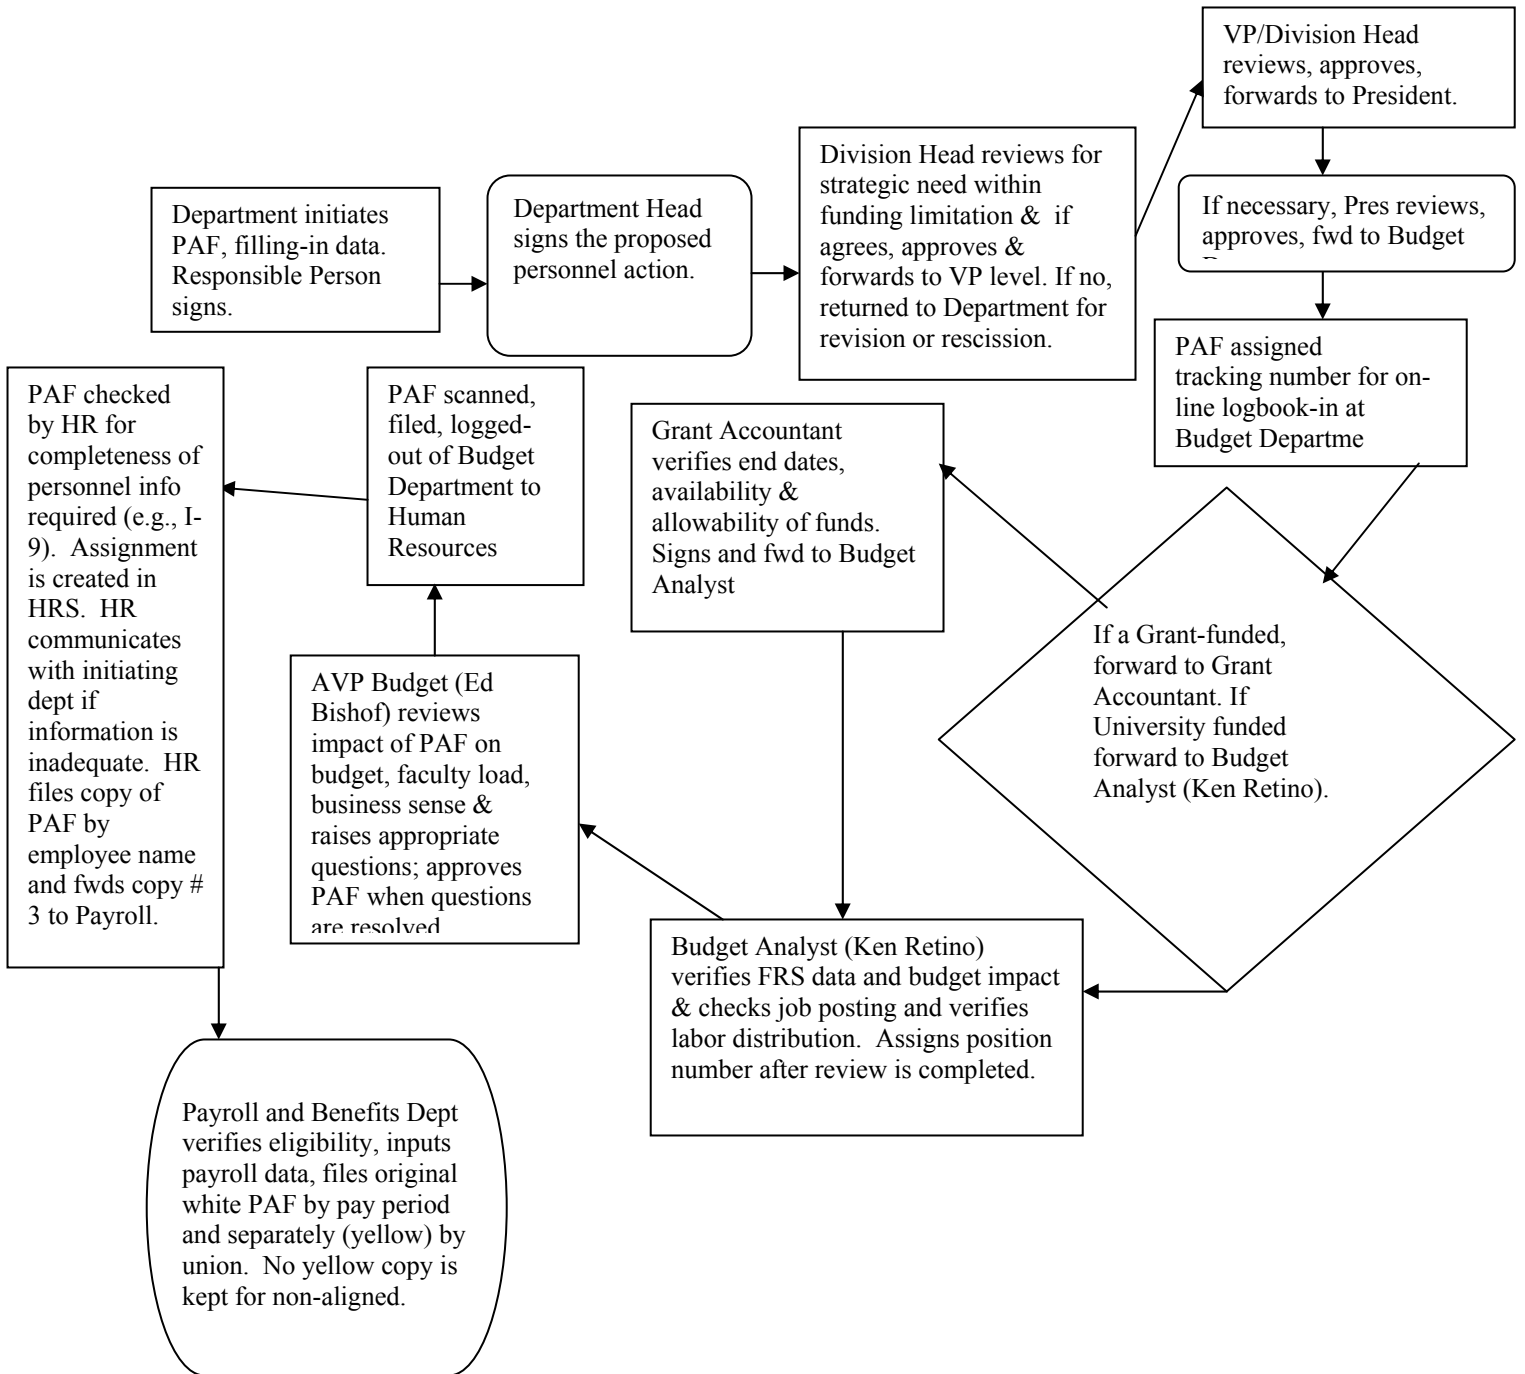 Department initiates
PAF, filling-in data.
Responsible Person
signs.
Department Head
signs the proposed
personnel action.
Division Head reviews for
strategic need within
funding limitation & if
agrees, approves &
forwards to VP level. If no,
returned to Department for
revision or rescission.
VP/Division Head
reviews, approves,
forwards to President.
If necessary, Pres reviews,
approves, fwd to Budget
PAF assigned
tracking number for on-
line logbook-in at
Budget Departme
If a Grant-funded,
forward to Grant
Accountant. If
University funded
forward to Budget
Analyst (Ken Retino).
Grant Accountant
verifies end dates,
availability &
allowability of funds.
Signs and fwd to Budget
Analyst
Budget Analyst (Ken Retino)
verifies FRS data and budget impact
& checks job posting and verifies
labor distribution.  Assigns position
number after review is completed.
AVP Budget (Ed
Bishof) reviews
impact of PAF on
budget, faculty load,
business sense &
raises appropriate
questions; approves
PAF when questions
are resolved
PAF scanned,
filed, logged-
out of Budget
Department to
Human
Resources
PAF checked
by HR for
completeness of
personnel info
required (e.g., I-
9).  Assignment
is created in
HRS.  HR
communicates
with initiating
dept if
information is
inadequate.  HR
files copy of
PAF by
employee name
and fwds copy #
3 to Payroll.
Payroll and Benefits Dept
verifies eligibility, inputs
payroll data, files original
white PAF by pay period
and separately (yellow) by
union.  No yellow copy is
kept for non-aligned.